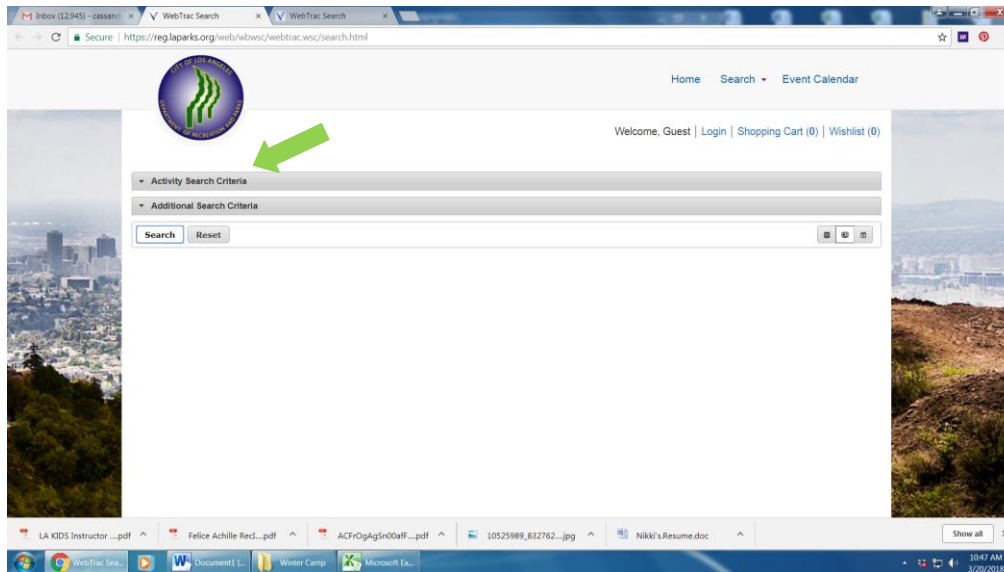 Inbox (12,945) - cassand
WebTrac Search
WebTrac Search
Secure | https://reg.laparks.org/web/wbwsc/webtrac.wsc/search.html
CITY OF LOS ANGELES
DEPARTMENT OF RECREATION AND PARKS
Home Search Event Calendar
Welcome, Guest | Login | Shopping Cart (0) | Wishlist (0)
Activity Search Criteria
Additional Search Criteria
Search Reset
LA KIDS Instructor ....pdf
Felice Achille RecI....pdf
ACFrOgAgSn00afF....pdf
10525989_832762...jpg
Nikki's.Resume.doc
Show all
WebTrac Sea...
Document1 [...
Winter Camp
Microsoft Ex...
10:47 AM
3/20/2018